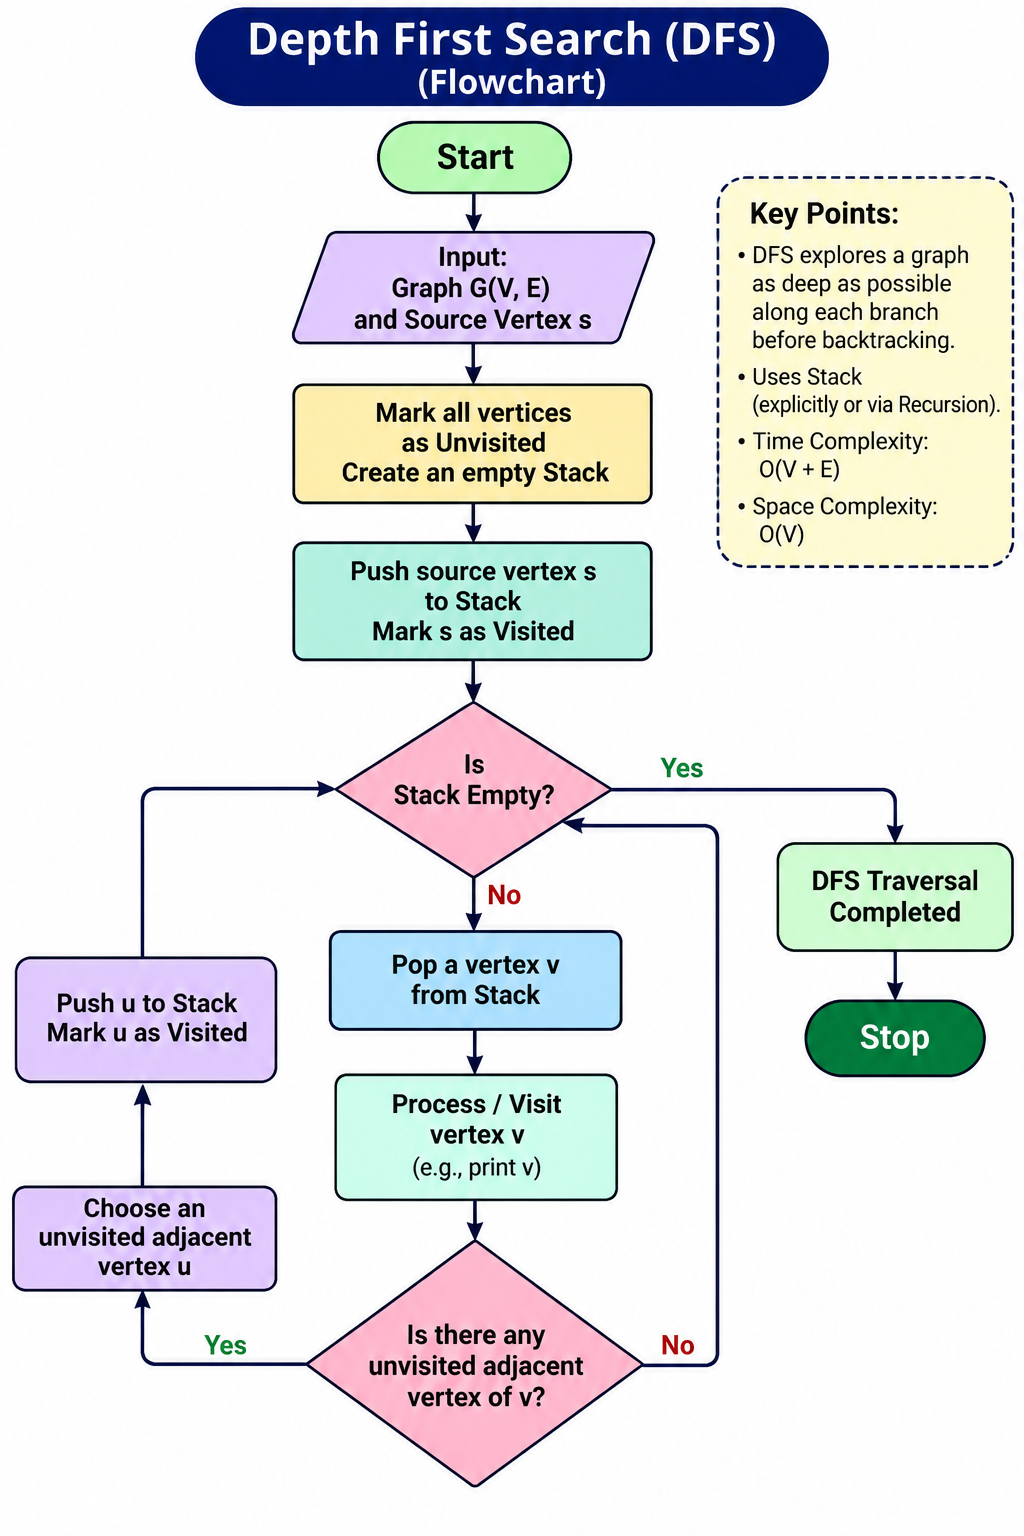 Depth First Search (DFS)
(Flowchart)
Start
Input:
Graph G(V, E)
and Source Vertex s
Mark all vertices
as Unvisited
Create an empty Stack
Push source vertex s
to Stack
Mark s as Visited
Is
Stack Empty?
Yes
No
DFS Traversal
Completed
Stop
Pop a vertex v
from Stack
Process / Visit
vertex v
(e.g., print v)
Is there any
unvisited adjacent
vertex of v?
Yes
No
Choose an
unvisited adjacent
vertex u
Push u to Stack
Mark u as Visited
Key Points:
• DFS explores a graph
as deep as possible
along each branch
before backtracking.
• Uses Stack
(explicitly or via Recursion).
• Time Complexity:
O(V + E)
• Space Complexity:
O(V)